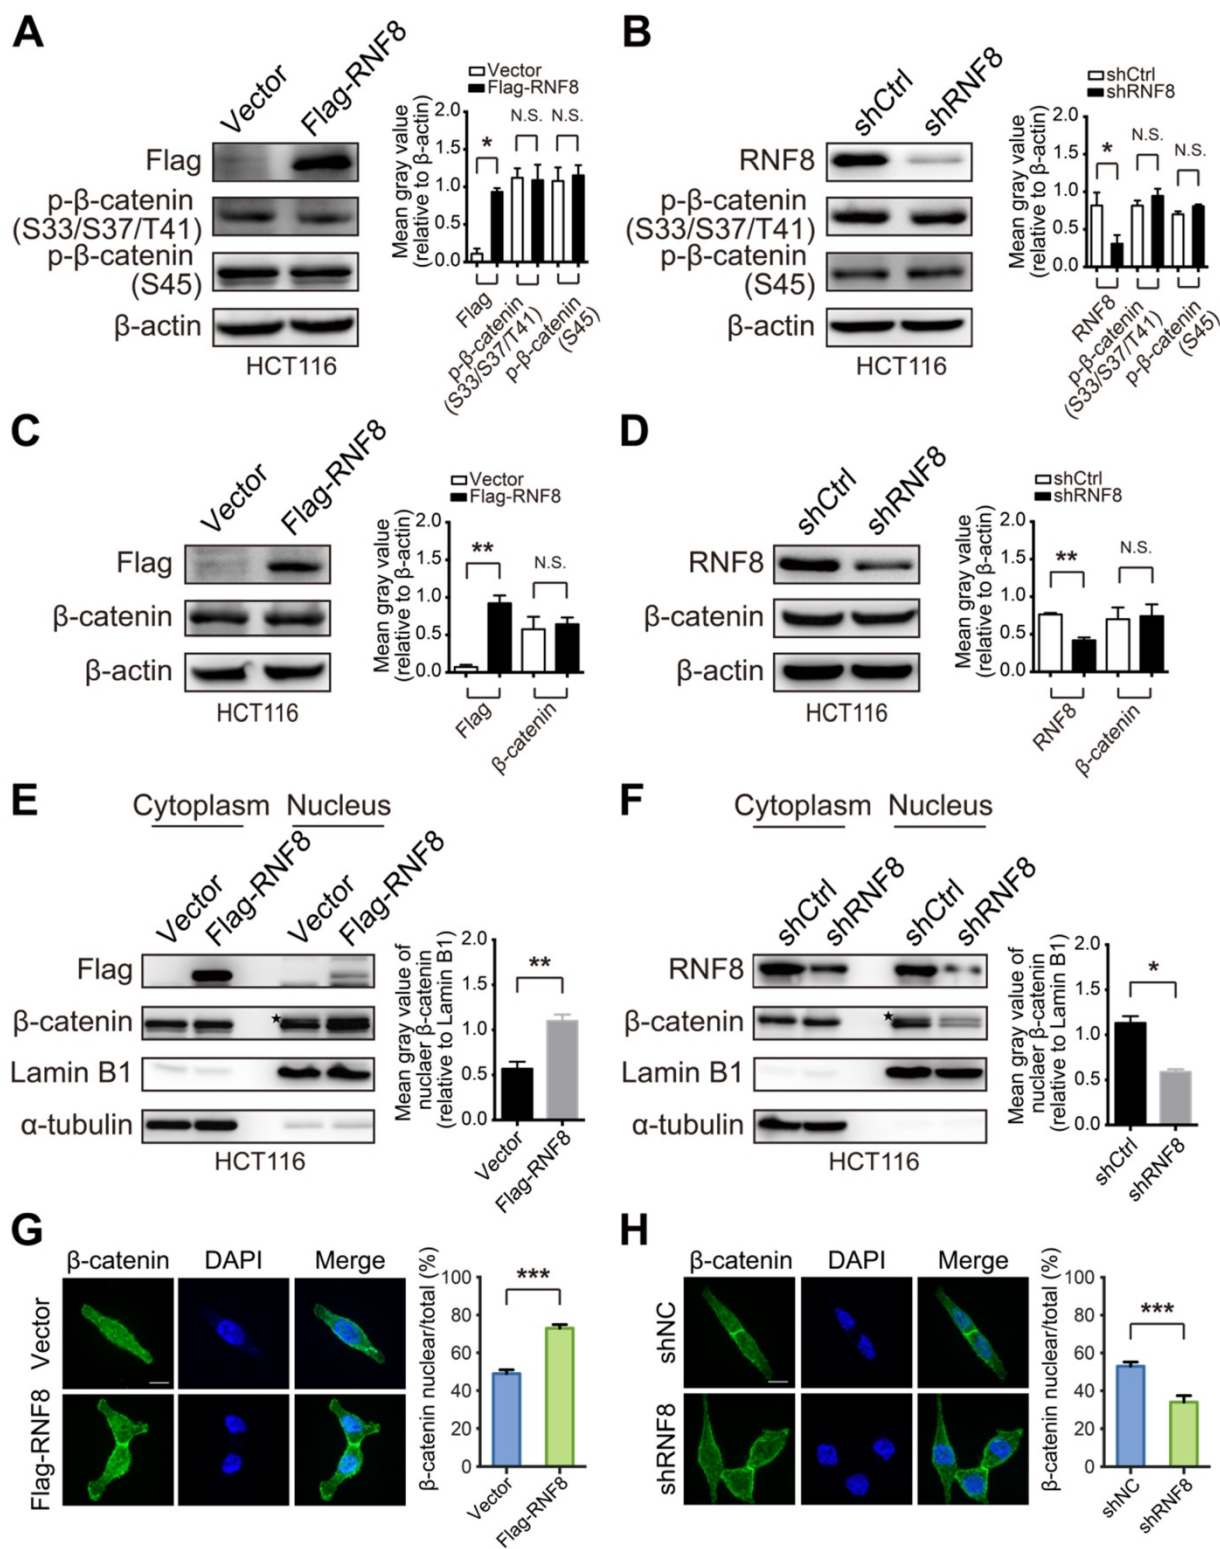 A
Vector
Flag-RNF8
Flag
p-β-catenin
(S33/S37/T41)
p-β-catenin
(S45)
β-actin
HCT116
Vector
Flag-RNF8
Mean gray value
(relative to β-actin)
2.0
1.5
1.0
0.5
0.0
*
N.S.
N.S.
Flag
p-β-catenin
(S33/S37/T41)
p-β-catenin
(S45)
B
shCtrl
shRNF8
RNF8
p-β-catenin
(S33/S37/T41)
p-β-catenin
(S45)
β-actin
HCT116
shCtrl
shRNF8
Mean gray value
(relative to β-actin)
2.0
1.5
1.0
0.5
0.0
*
N.S.
N.S.
RNF8
p-β-catenin
(S33/S37/T41)
p-β-catenin
(S45)
C
Vector
Flag-RNF8
Flag
β-catenin
β-actin
HCT116
Vector
Flag-RNF8
Mean gray value
(relative to β-actin)
2.0
1.5
1.0
0.5
0.0
**
N.S.
Flag
β-catenin
D
shCtrl
shRNF8
RNF8
β-catenin
β-actin
HCT116
shCtrl
shRNF8
Mean gray value
(relative to β-actin)
2.0
1.5
1.0
0.5
0.0
**
N.S.
RNF8
β-catenin
E
Cytoplasm Nucleus
Vector
Flag-RNF8
Vector
Flag-RNF8
Flag
β-catenin
★
Lamin B1
α-tubulin
HCT116
Mean gray value of
nuclaer β-catenin
(relative to Lamin B1)
2.0
1.5
1.0
0.5
0.0
**
Vector
Flag-RNF8
F
Cytoplasm Nucleus
shCtrl
shRNF8
shCtrl
shRNF8
RNF8
β-catenin
★
Lamin B1
α-tubulin
HCT116
Mean gray value of
nuclaer β-catenin
(relative to Lamin B1)
2.0
1.5
1.0
0.5
0.0
*
shCtrl
shRNF8
G
β-catenin DAPI Merge
Vector
Flag-RNF8
β-catenin nuclear/total (%)
100
80
60
40
20
0
***
Vector
Flag-RNF8
H
β-catenin DAPI Merge
shNC
shRNF8
β-catenin nuclear/total (%)
100
80
60
40
20
0
***
shNC
shRNF8